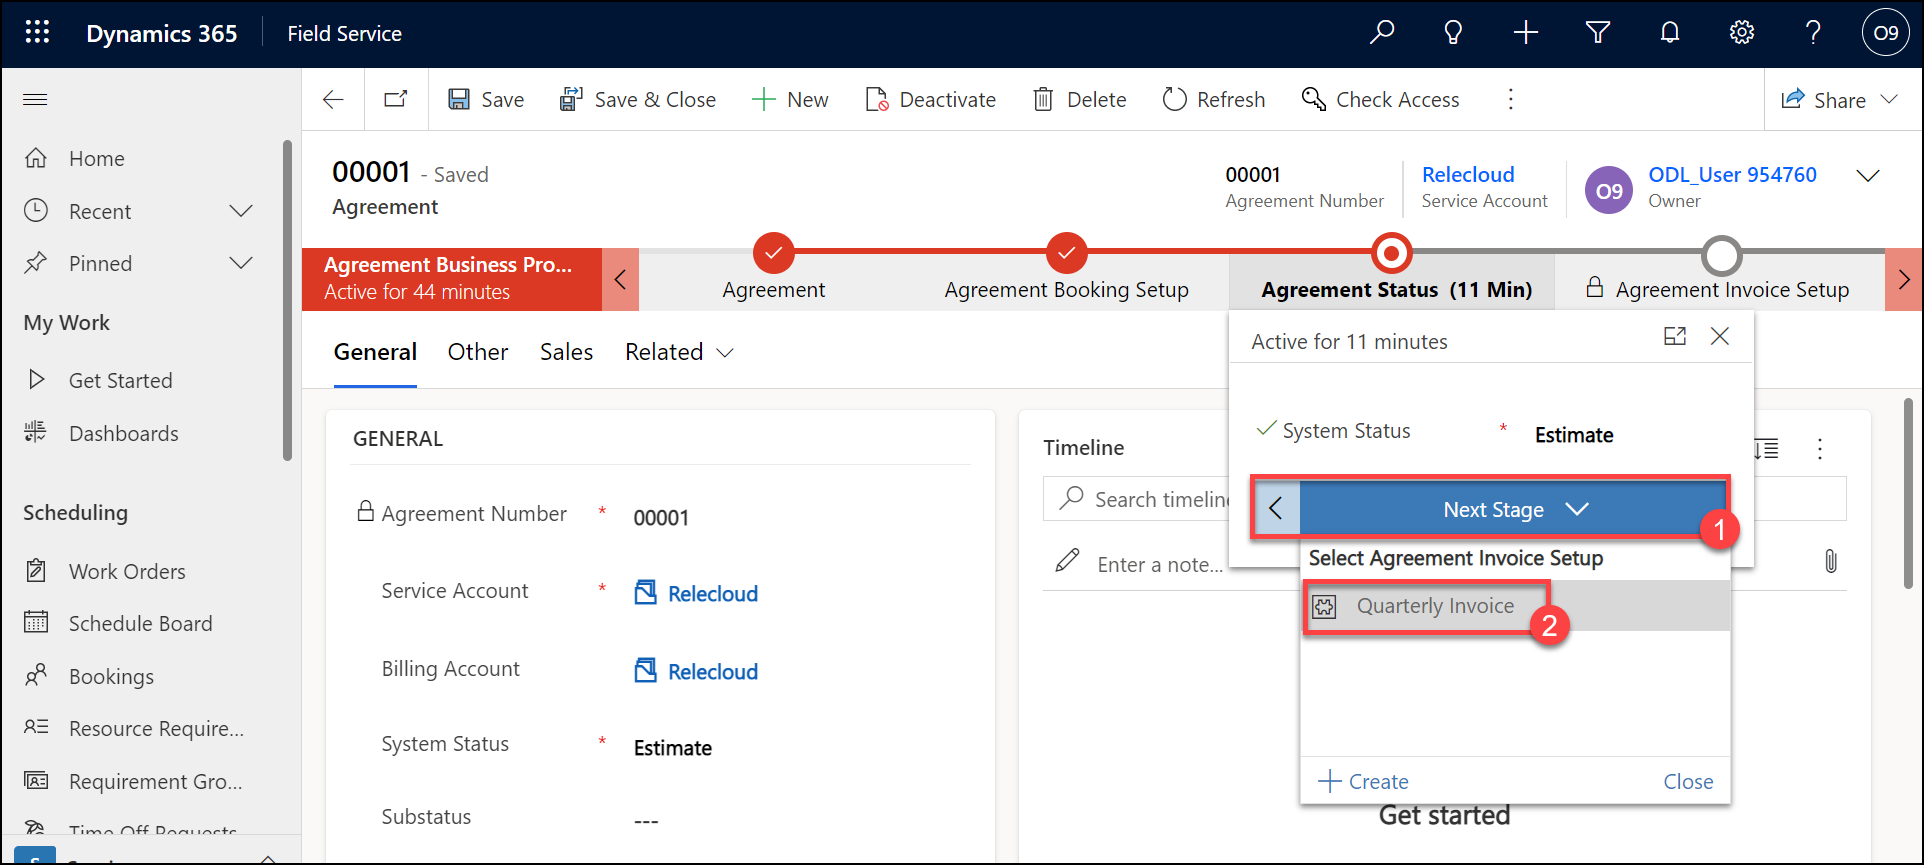 Dynamics 365
Field Service
O9
Save
Save & Close
New
Deactivate
Delete
Refresh
Check Access
Share
Home
Recent
Pinned
My Work
Get Started
Dashboards
Scheduling
Work Orders
Schedule Board
Bookings
Resource Require...
Requirement Gro...
Time Off Requests
00001 - Saved
Agreement
00001
Agreement Number
Relecloud
Service Account
O9
ODL_User 954760
Owner
Agreement Business Pro...
Active for 44 minutes
Agreement
Agreement Booking Setup
Agreement Status (11 Min)
Agreement Invoice Setup
General
Other
Sales
Related
GENERAL
Agreement Number * 00001
Service Account * Relecloud
Billing Account Relecloud
System Status * Estimate
Substatus ---
Timeline
Search timelin
Enter a note...
Get started
Active for 11 minutes
System Status * Estimate
Next Stage
1
Select Agreement Invoice Setup
Quarterly Invoice
2
Create
Close